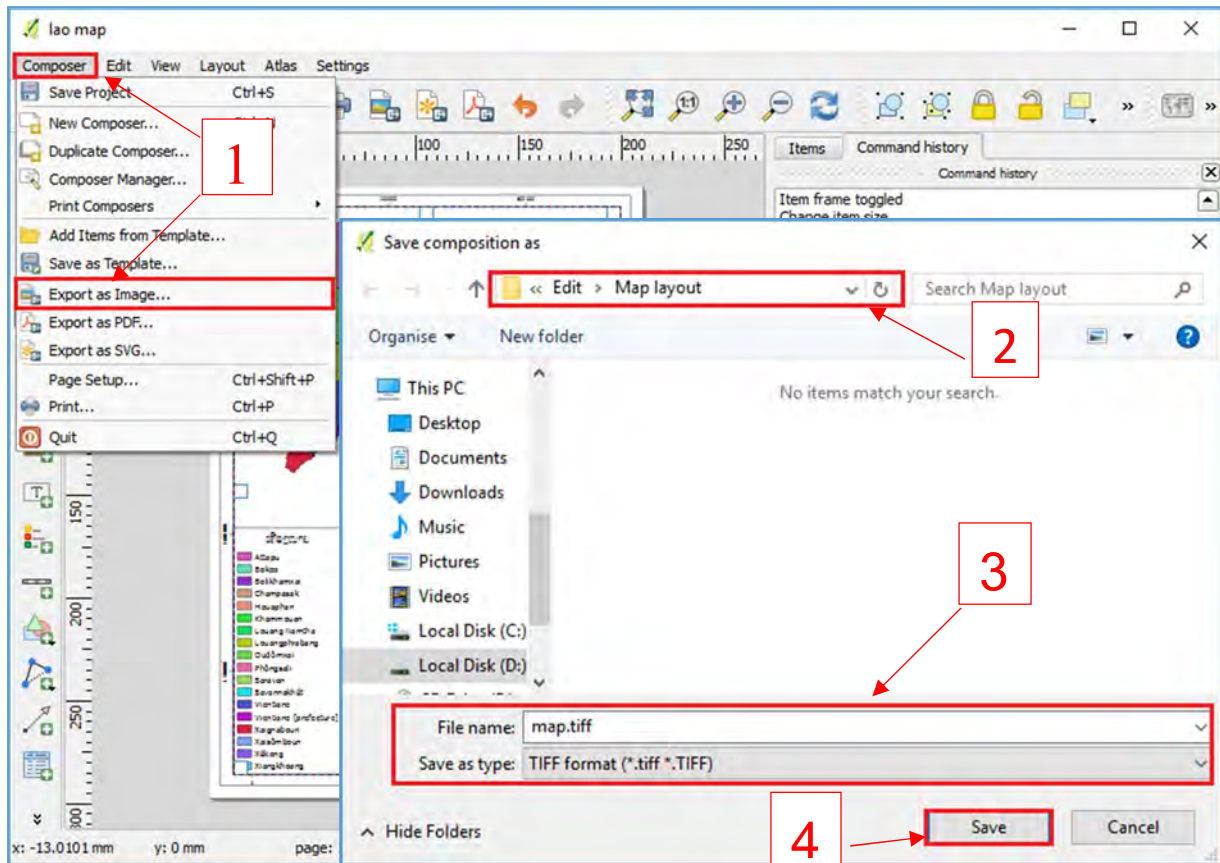 lao map
Composer Edit View Layout Atlas Settings
Save Project Ctrl+S
New Composer...
Duplicate Composer...
Composer Manager...
Print Composers
Add Items from Template...
Save as Template...
Export as Image...
Export as PDF...
Export as SVG...
Page Setup... Ctrl+Shift+P
Print... Ctrl+P
Quit Ctrl+Q
1
100 150 200 250
Items Command history
Command history
Item frame toggled
Change item size
Save composition as
« Edit > Map layout
Search Map layout
Organise New folder
2
This PC
Desktop
Documents
Downloads
Music
Pictures
Videos
Local Disk (C:)
Local Disk (D:)
No items match your search.
3
File name: map.tiff
Save as type: TIFF format (*.tiff *.TIFF)
Hide Folders
4
Save Cancel
150
200
250
300
Attapu
Bokeo
Bolikhamxai
Champasak
Houaphan
Khammouan
Louang Namtha
Louangphrabang
Oudômxai
Phôngsali
Saravan
Savannakhét
Vientiane
Vientiane [prefecture]
Xaignabouri
Xaisômboun
Xékong
Xiangkhoang
x: -13.0101 mm y: 0 mm page: